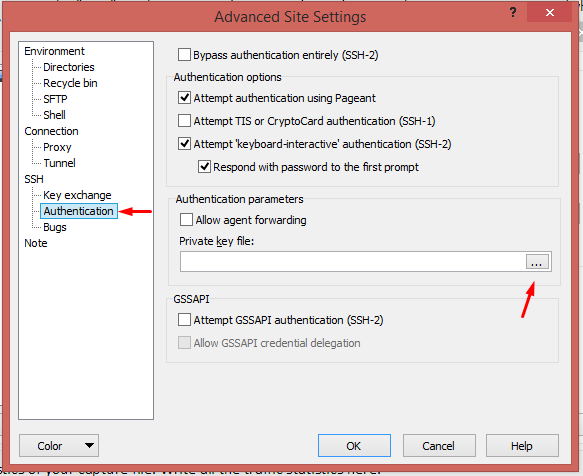 Advanced Site Settings
? ×
Environment
Directories
Recycle bin
SFTP
Shell
Connection
Proxy
Tunnel
SSH
Key exchange
Authentication
Bugs
Note
Bypass authentication entirely (SSH-2)
Authentication options
Attempt authentication using Pageant
Attempt TIS or CryptoCard authentication (SSH-1)
Attempt 'keyboard-interactive' authentication (SSH-2)
Respond with password to the first prompt
Authentication parameters
Allow agent forwarding
Private key file:
...
GSSAPI
Attempt GSSAPI authentication (SSH-2)
Allow GSSAPI credential delegation
Color
OK
Cancel
Help
of your capture file. Write all the traffic statistics here.